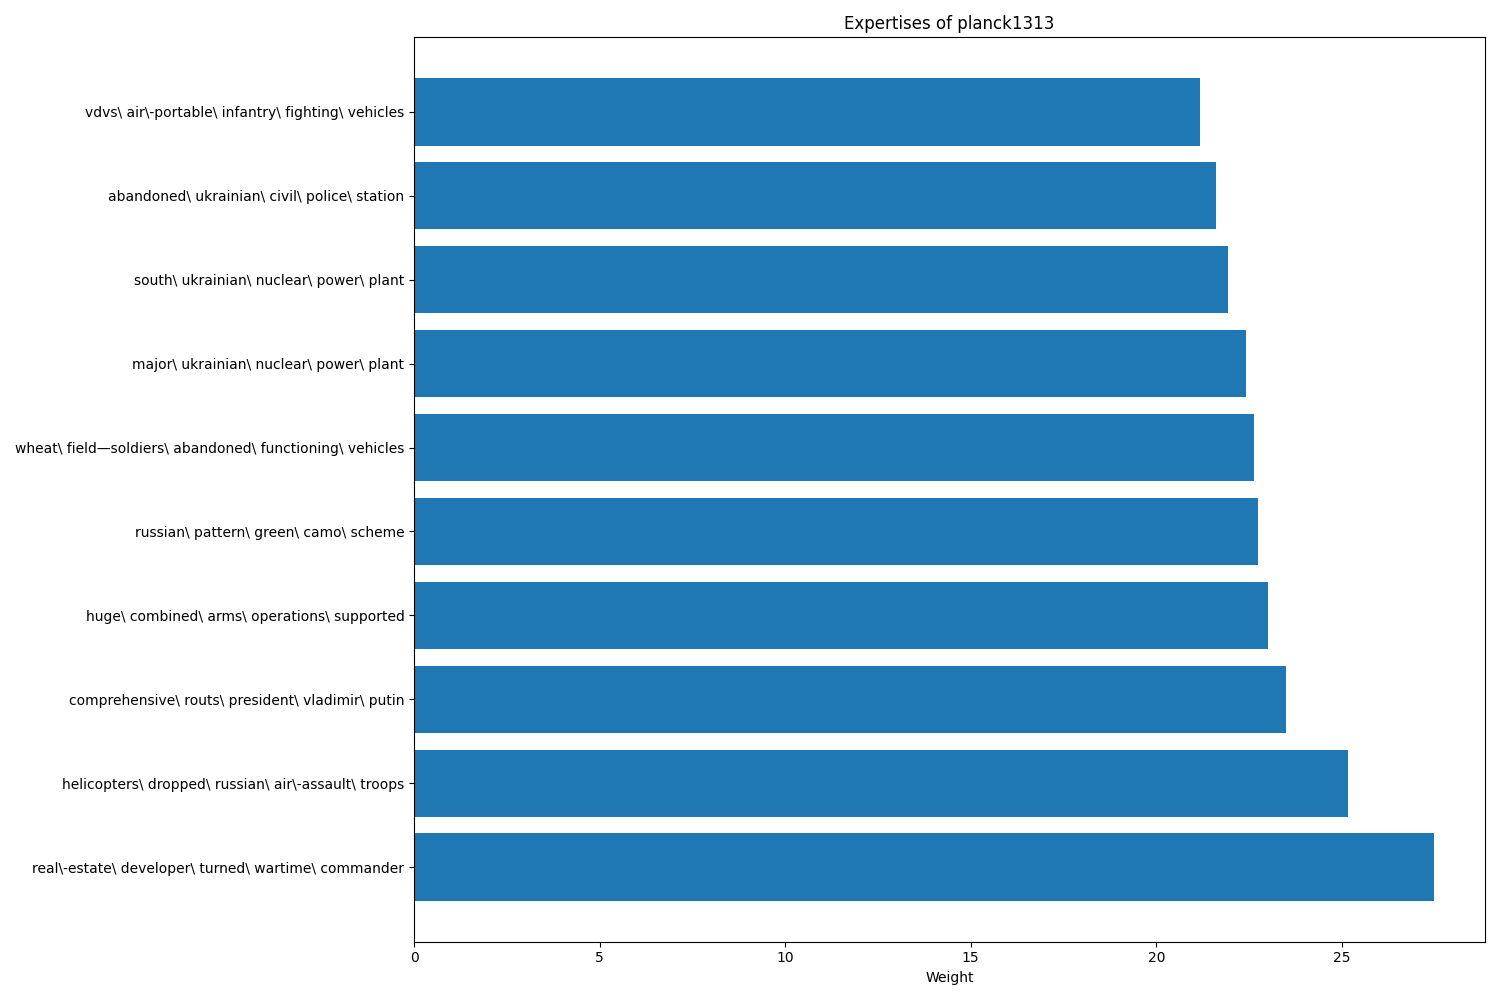 Expertises of planck1313
vdvs\ air\-portable\ infantry\ fighting\ vehicles
abandoned\ ukrainian\ civil\ police\ station
south\ ukrainian\ nuclear\ power\ plant
major\ ukrainian\ nuclear\ power\ plant
wheat\ field—soldiers\ abandoned\ functioning\ vehicles
russian\ pattern\ green\ camo\ scheme
huge\ combined\ arms\ operations\ supported
comprehensive\ routs\ president\ vladimir\ putin
helicopters\ dropped\ russian\ air\-assault\ troops
real\-estate\ developer\ turned\ wartime\ commander
0 5 10 15 20 25
Weight